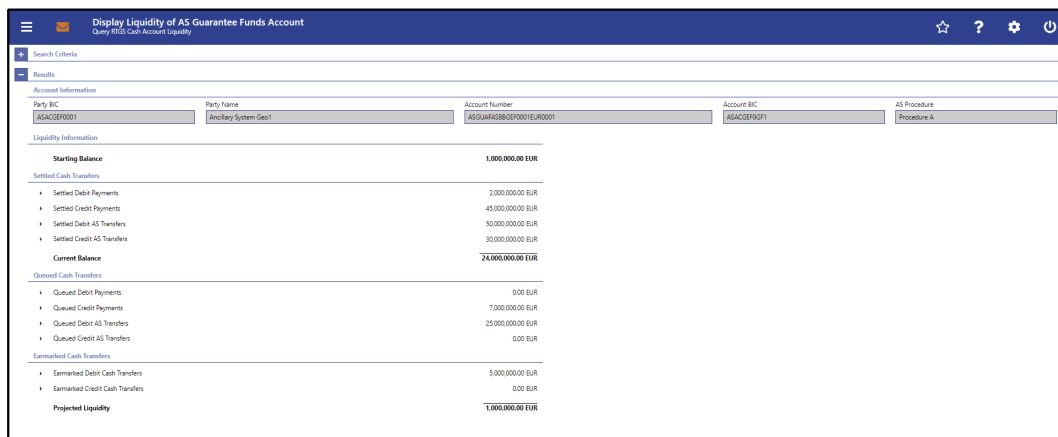 Display Liquidity of AS Guarantee Funds Account
Query RTGS Cash Account Liquidity
Search Criteria
Results
Account Information
Party BIC Party Name Account Number Account BIC AS Procedure
ASACGEF0001 Ancillary System Geo1 ASGUAFASBBGEF0001EUR0001 ASACGEF0GF1 Procedure A
Liquidity Information
Starting Balance 1,000,000.00 EUR
Settled Cash Transfers
Settled Debit Payments 2,000,000.00 EUR
Settled Credit Payments 45,000,000.00 EUR
Settled Debit AS Transfers 50,000,000.00 EUR
Settled Credit AS Transfers 30,000,000.00 EUR
Current Balance 24,000,000.00 EUR
Queued Cash Transfers
Queued Debit Payments 0.00 EUR
Queued Credit Payments 7,000,000.00 EUR
Queued Debit AS Transfers 25,000,000.00 EUR
Queued Credit AS Transfers 0.00 EUR
Earmarked Cash Transfers
Earmarked Debit Cash Transfers 5,000,000.00 EUR
Earmarked Credit Cash Transfers 0.00 EUR
Projected Liquidity 1,000,000.00 EUR